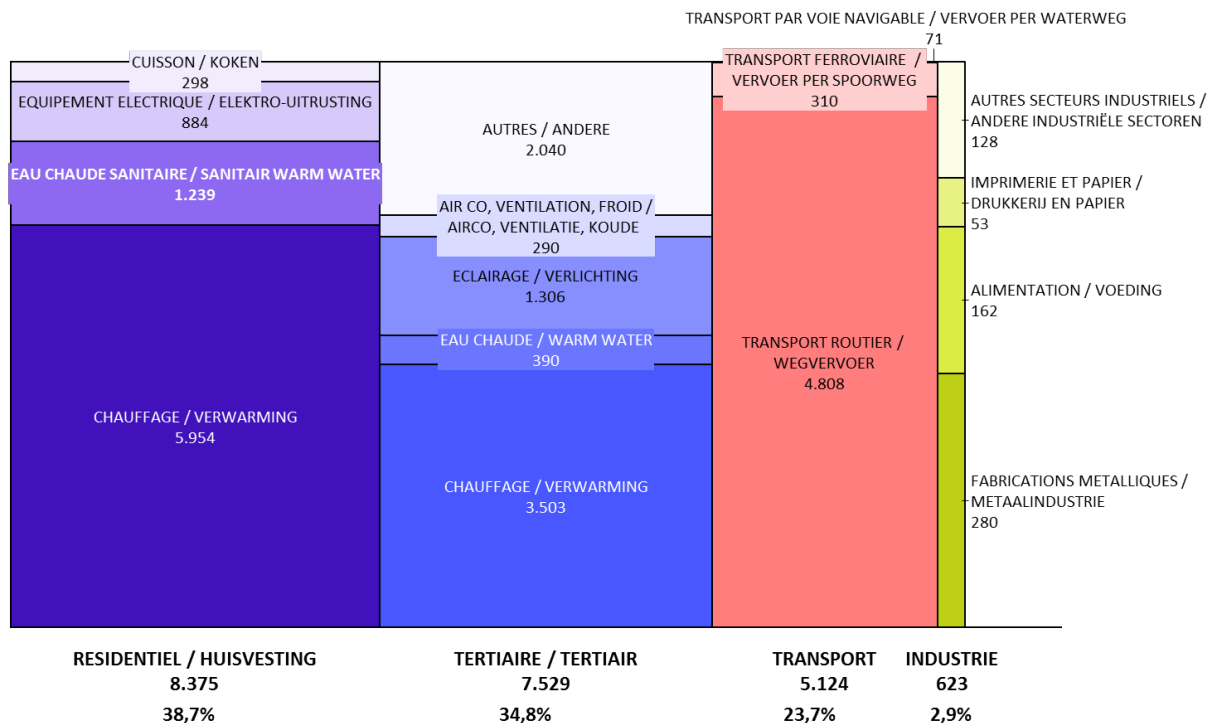 TRANSPORT PAR VOIE NAVIGABLE / VERVOER PER WATERWEG
71
CUISSON / KOKEN
298
EQUIPEMENT ELECTRIQUE / ELEKTRO-UITRUSTING
884
EAU CHAUDE SANITAIRE / SANITAIR WARM WATER
1.239
CHAUFFAGE / VERWARMING
5.954
AUTRES / ANDERE
2.040
AIR CO, VENTILATION, FROID /
AIRCO, VENTILATIE, KOUDE
290
ECLAIRAGE / VERLICHTING
1.306
EAU CHAUDE / WARM WATER
390
CHAUFFAGE / VERWARMING
3.503
TRANSPORT FERROVIAIRE /
VERVOER PER SPOORWEG
310
TRANSPORT ROUTIER /
WEGVERVOER
4.808
AUTRES SECTEURS INDUSTRIELS /
ANDERE INDUSTRIËLE SECTOREN
128
IMPRIMERIE ET PAPIER /
DRUKKERIJ EN PAPIER
53
ALIMENTATION / VOEDING
162
FABRICATIONS METALLIQUES /
METAALINDUSTRIE
280
RESIDENTIEL / HUISVESTING
8.375
38,7%
TERTIAIRE / TERTIAIR
7.529
34,8%
TRANSPORT
5.124
23,7%
INDUSTRIE
623
2,9%